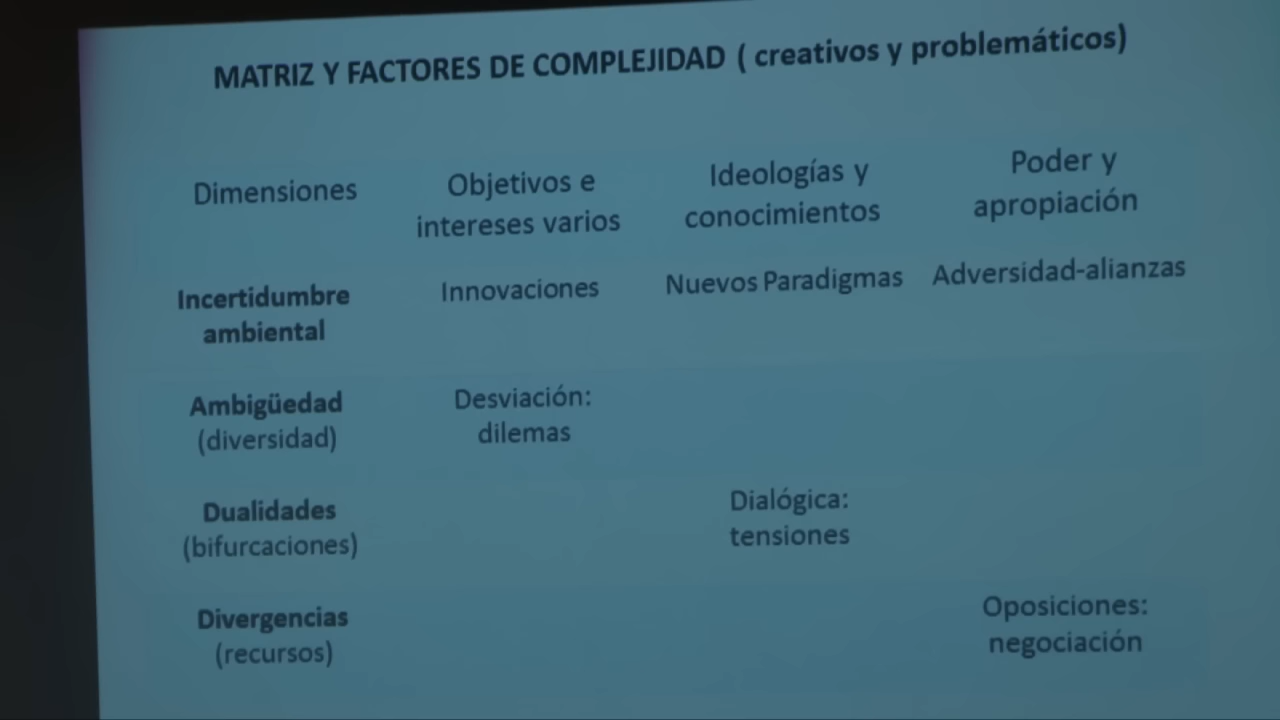 MATRIZ Y FACTORES DE COMPLEJIDAD ( creativos y problemáticos)
Dimensiones
Objetivos e
intereses varios
Ideologías y
conocimientos
Poder y
apropiación
Incertidumbre
ambiental
Innovaciones
Nuevos Paradigmas
Adversidad-alianzas
Ambigüedad
(diversidad)
Desviación:
dilemas
Dualidades
(bifurcaciones)
Dialógica:
tensiones
Divergencias
(recursos)
Oposiciones:
negociación